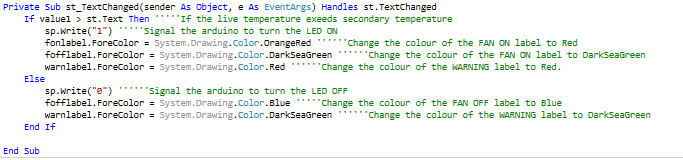 Private Sub st_TextChanged(sender As Object, e As EventArgs) Handles st.TextChanged
If value1 > st.Text Then '''''If the live temperature exeeds secondary temperature
sp.Write("1") '''''Signal the arduino to turn the LED ON
fonlabel.ForeColor = System.Drawing.Color.OrangeRed ''''''Change the colour of the FAN ON label to Red
fofflabel.ForeColor = System.Drawing.Color.DarkSeaGreen ''''''Change the colour of the FAN ON label to DarkSeaGreen
warnlabel.ForeColor = System.Drawing.Color.Red ''''''Change the colour of the WARNING label to Red.
Else
sp.Write("0") ''''''Signal the arduino to turn the LED OFF
fofflabel.ForeColor = System.Drawing.Color.Blue '''''Change the colour of the FAN OFF label to Blue
warnlabel.ForeColor = System.Drawing.Color.DarkSeaGreen ''''''Change the colour of the WARNING label to DarkSeaGreen
End If
End Sub